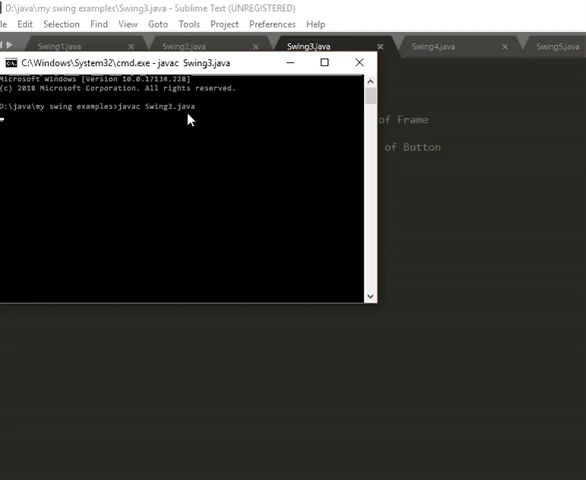 D:\java\my swing examples\Swing3.java - Sublime Text (UNREGISTERED)
Edit Selection Find View Goto Tools Project Preferences Help
Swing1.java Swing2.java Swing3.java Swing4.java Swing5.java
C:\Windows\System32\cmd.exe - javac Swing3.java
Microsoft Windows [Version 10.0.17134.228]
(c) 2018 Microsoft Corporation. All rights reserved.
D:\java\my swing examples>javac Swing3.java
of Frame
of Button